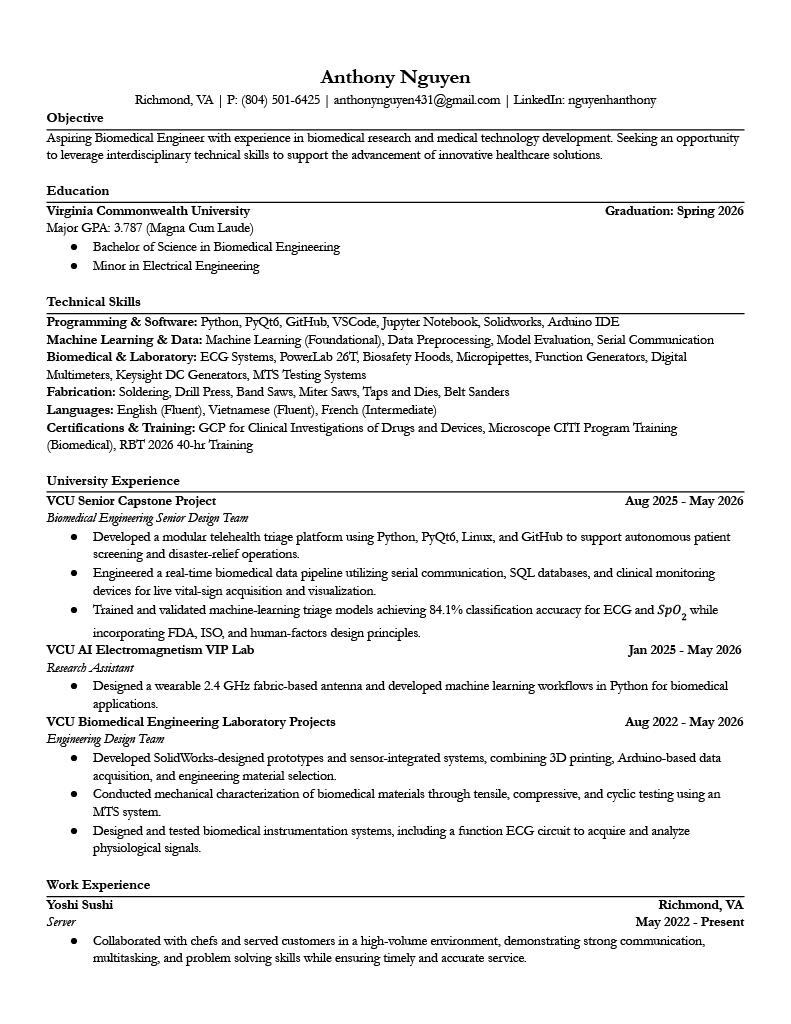 Anthony Nguyen
Richmond, VA | P: (804) 501-6425 | anthonynguyen431@gmail.com | LinkedIn: nguyenhanthony
Objective
Aspiring Biomedical Engineer with experience in biomedical research and medical technology development. Seeking an opportunity
to leverage interdisciplinary technical skills to support the advancement of innovative healthcare solutions.
Education
Virginia Commonwealth University Graduation: Spring 2026
Major GPA: 3.787 (Magna Cum Laude)
● Bachelor of Science in Biomedical Engineering
● Minor in Electrical Engineering
Technical Skills
Programming & Software: Python, PyQt6, GitHub, VSCode, Jupyter Notebook, Solidworks, Arduino IDE
Machine Learning & Data: Machine Learning (Foundational), Data Preprocessing, Model Evaluation, Serial Communication
Biomedical & Laboratory: ECG Systems, PowerLab 26T, Biosafety Hoods, Micropipettes, Function Generators, Digital
Multimeters, Keysight DC Generators, MTS Testing Systems
Fabrication: Soldering, Drill Press, Band Saws, Miter Saws, Taps and Dies, Belt Sanders
Languages: English (Fluent), Vietnamese (Fluent), French (Intermediate)
Certifications & Training: GCP for Clinical Investigations of Drugs and Devices, Microscope CITI Program Training
(Biomedical), RBT 2026 40-hr Training
University Experience
VCU Senior Capstone Project Aug 2025 - May 2026
Biomedical Engineering Senior Design Team
● Developed a modular telehealth triage platform using Python, PyQt6, Linux, and GitHub to support autonomous patient
screening and disaster-relief operations.
● Engineered a real-time biomedical data pipeline utilizing serial communication, SQL databases, and clinical monitoring
devices for live vital-sign acquisition and visualization.
● Trained and validated machine-learning triage models achieving 84.1% classification accuracy for ECG and SpO₂ while
incorporating FDA, ISO, and human-factors design principles.
VCU AI Electromagnetism VIP Lab Jan 2025 - May 2026
Research Assistant
● Designed a wearable 2.4 GHz fabric-based antenna and developed machine learning workflows in Python for biomedical
applications.
VCU Biomedical Engineering Laboratory Projects Aug 2022 - May 2026
Engineering Design Team
● Developed SolidWorks-designed prototypes and sensor-integrated systems, combining 3D printing, Arduino-based data
acquisition, and engineering material selection.
● Conducted mechanical characterization of biomedical materials through tensile, compressive, and cyclic testing using an
MTS system.
● Designed and tested biomedical instrumentation systems, including a function ECG circuit to acquire and analyze
physiological signals.
Work Experience
Yoshi Sushi Richmond, VA
Server May 2022 - Present
● Collaborated with chefs and served customers in a high-volume environment, demonstrating strong communication,
multitasking, and problem solving skills while ensuring timely and accurate service.